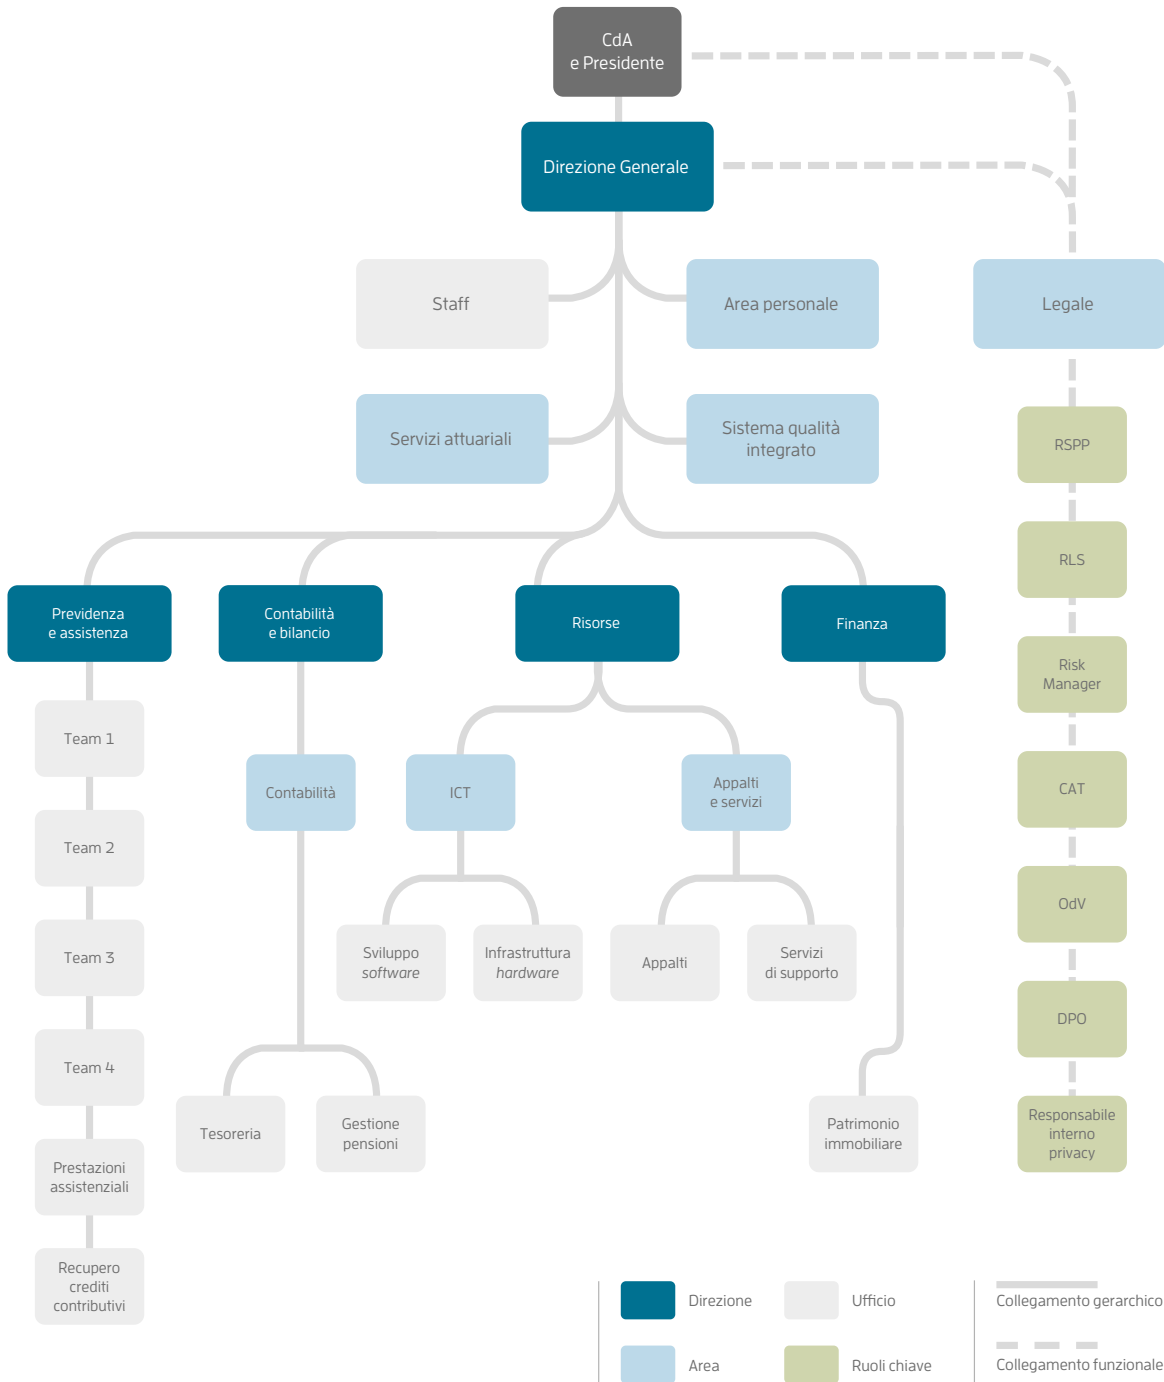 CdA
e Presidente
Direzione Generale
Staff
Area personale
Legale
Servizi attuariali
Sistema qualità
integrato
RSPP
RLS
Previdenza
e assistenza
Contabilità
e bilancio
Risorse
Finanza
Risk
Manager
Team 1
Contabilità
ICT
Appalti
e servizi
CAT
Team 2
OdV
Team 3
Sviluppo
software
Infrastruttura
hardware
Appalti
Servizi
di supporto
DPO
Team 4
Tesoreria
Gestione
pensioni
Patrimonio
immobiliare
Responsabile
interno
privacy
Prestazioni
assistenziali
Recupero
crediti
contributivi
Direzione
Ufficio
Collegamento gerarchico
Area
Ruoli chiave
Collegamento funzionale